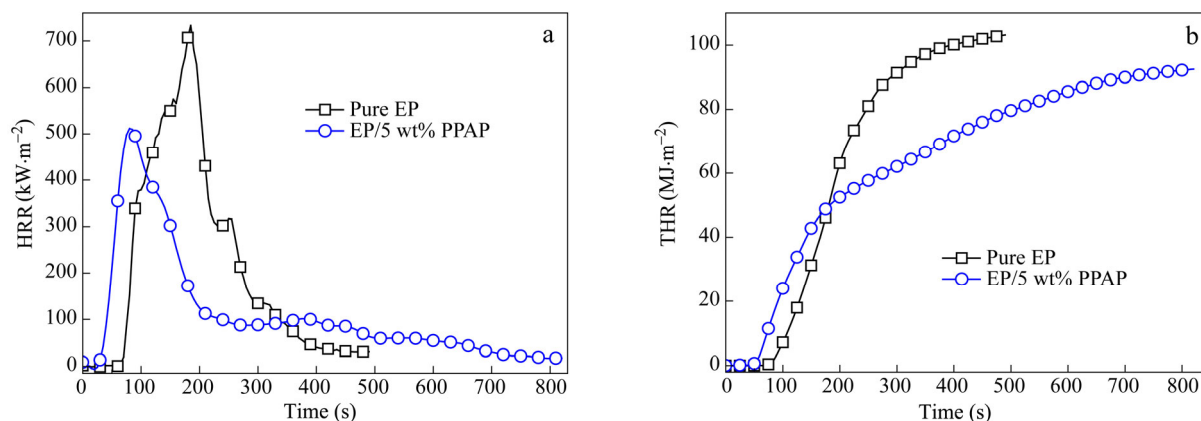 a
HRR (kW·m⁻²)
700
600
500
400
300
200
100
0
Pure EP
EP/5 wt% PPAP
0 100 200 300 400 500 600 700 800
Time (s)
b
THR (MJ·m⁻²)
100
80
60
40
20
0
Pure EP
EP/5 wt% PPAP
0 100 200 300 400 500 600 700 800
Time (s)